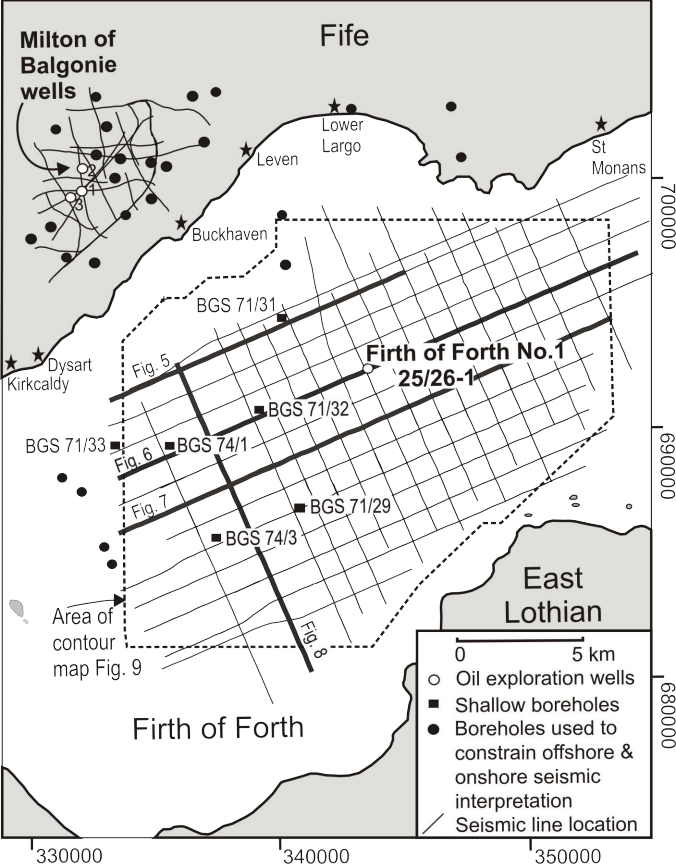 Fife
Milton of
Balgonie
wells
2
1
3
Lower
Largo
St
Monans
Leven
Buckhaven
700000
BGS 71/31
Dysart
Kirkcaldy
Fig. 5
Firth of Forth No.1
25/26-1
BGS 71/32
BGS 71/33
BGS 74/1
Fig. 6
690000
Fig. 7
BGS 71/29
BGS 74/3
East
Lothian
Area of
contour
map Fig. 9
Fig. 8
Firth of Forth
680000
0 5 km
Oil exploration wells
Shallow boreholes
Boreholes used to
constrain offshore &
onshore seismic
interpretation
Seismic line location
330000 340000 350000